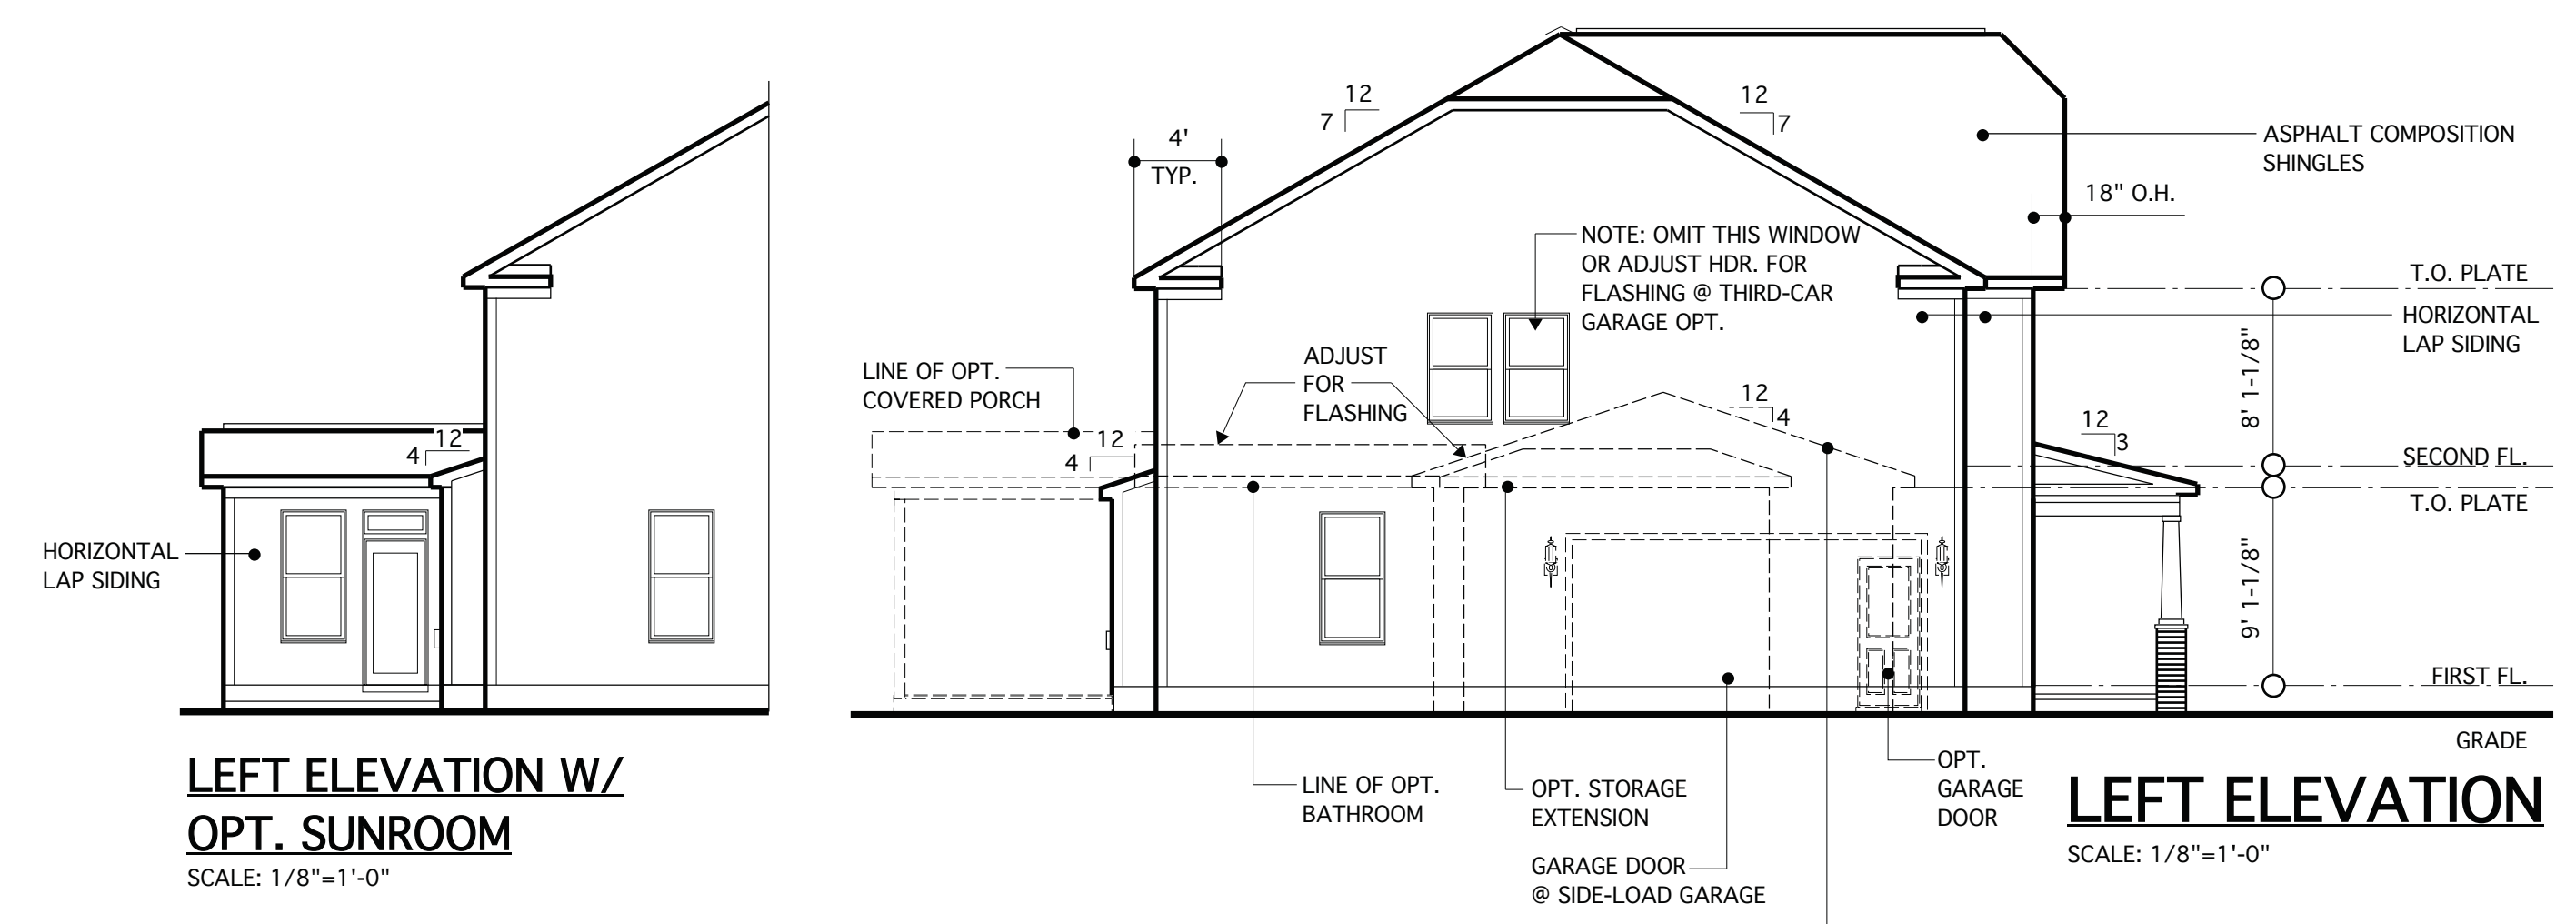 12
4
HORIZONTAL
LAP SIDING
LEFT ELEVATION W/
OPT. SUNROOM
SCALE: 1/8"=1'-0"
4'
TYP.
12
7
12
7
ASPHALT COMPOSITION
SHINGLES
18" O.H.
NOTE: OMIT THIS WINDOW
OR ADJUST HDR. FOR
FLASHING @ THIRD-CAR
GARAGE OPT.
T.O. PLATE
HORIZONTAL
LAP SIDING
8' 1-1/8"
LINE OF OPT.
COVERED PORCH
ADJUST
FOR
FLASHING
12
4
12
4
12
3
SECOND FL.
T.O. PLATE
9' 1-1/8"
FIRST FL.
GRADE
LINE OF OPT.
BATHROOM
OPT. STORAGE
EXTENSION
GARAGE DOOR
@ SIDE-LOAD GARAGE
OPT.
GARAGE
DOOR
LEFT ELEVATION
SCALE: 1/8"=1'-0"